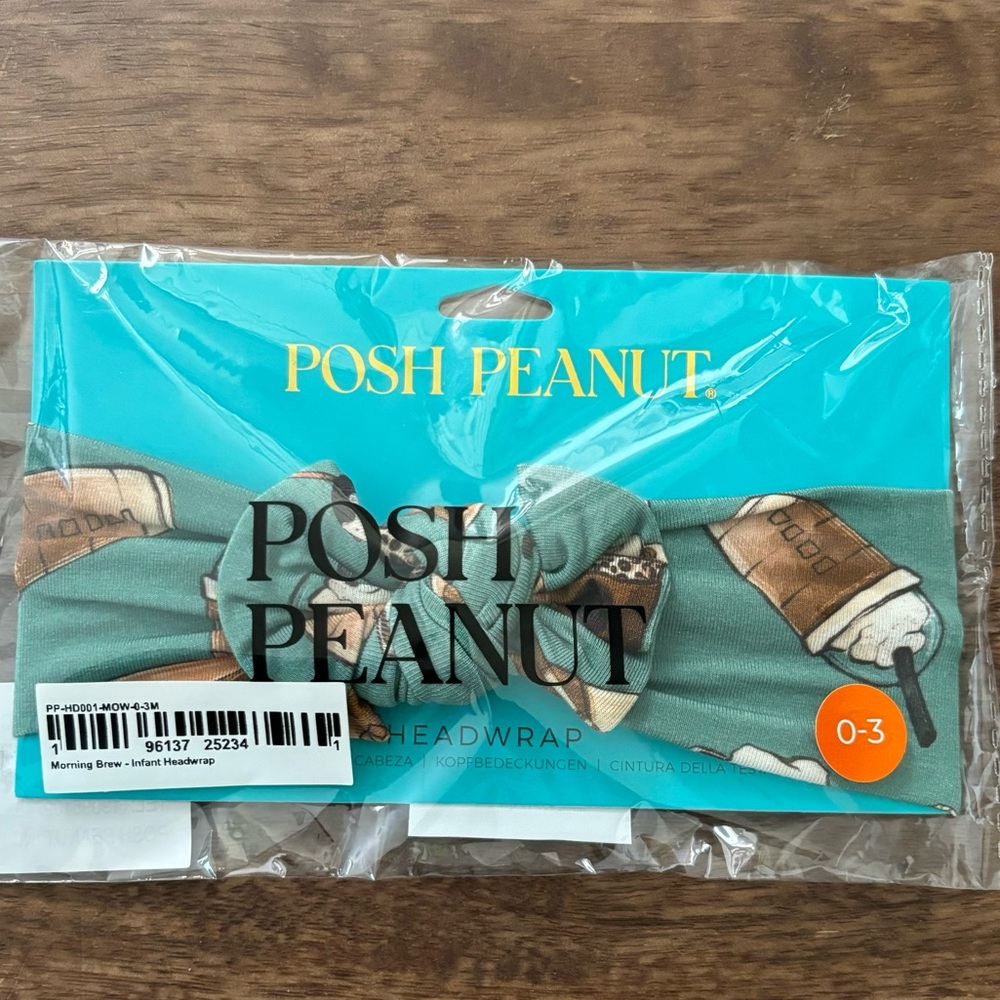 POSH PEANUT®
POSH
PEANUT
HEADWRAP
CABEZA | KOPFBEDECKUNGEN | CINTURA DELLA
0-3
PP-HD001-MOW-0-3M
1 96137 25234 1
Morning Brew - Infant Headwrap